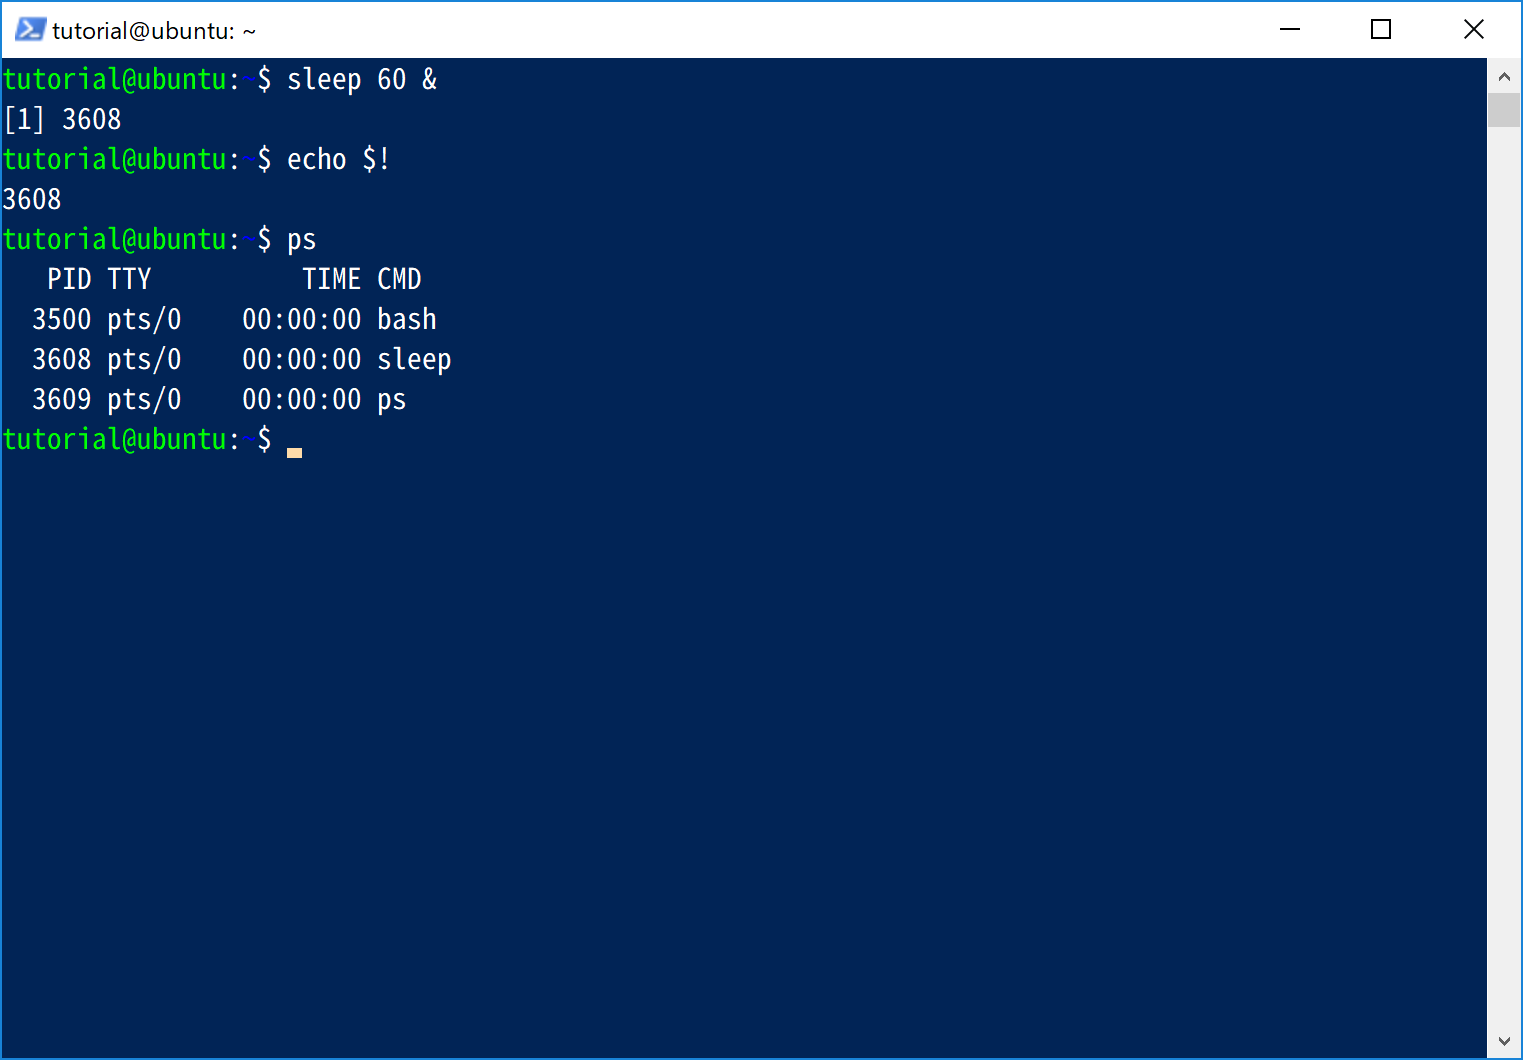 tutorial@ubuntu: ~
tutorial@ubuntu:~$ sleep 60 &
[1] 3608
tutorial@ubuntu:~$ echo $!
3608
tutorial@ubuntu:~$ ps
   PID TTY          TIME CMD
  3500 pts/0    00:00:00 bash
  3608 pts/0    00:00:00 sleep
  3609 pts/0    00:00:00 ps
tutorial@ubuntu:~$